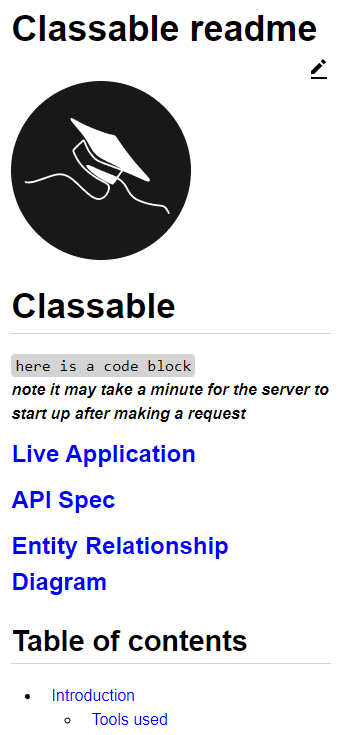 Classable readme
Classable
here is a code block
note it may take a minute for the server to
start up after making a request
Live Application
API Spec
Entity Relationship
Diagram
Table of contents
Introduction
Tools used